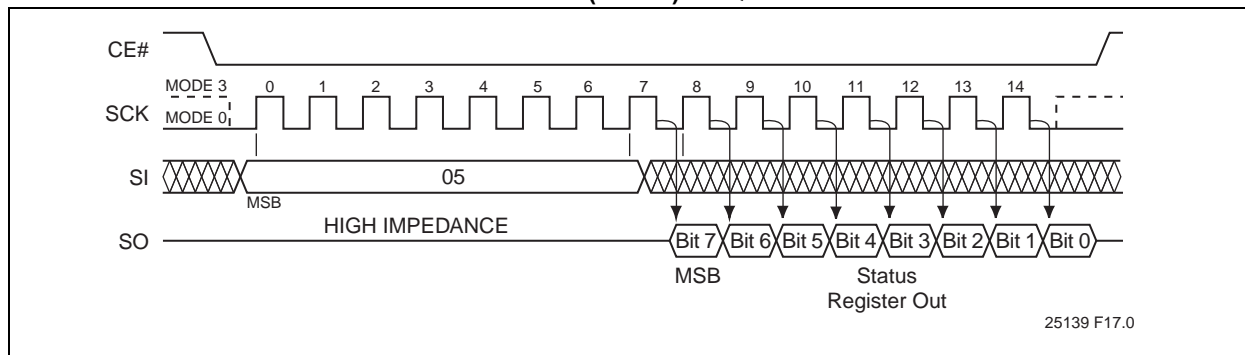 CE#
MODE 3 0 1 2 3 4 5 6 7 8 9 10 11 12 13 14
SCK MODE 0
SI 05
MSB
HIGH IMPEDANCE
SO Bit 7 Bit 6 Bit 5 Bit 4 Bit 3 Bit 2 Bit 1 Bit 0
MSB Status
Register Out
25139 F17.0